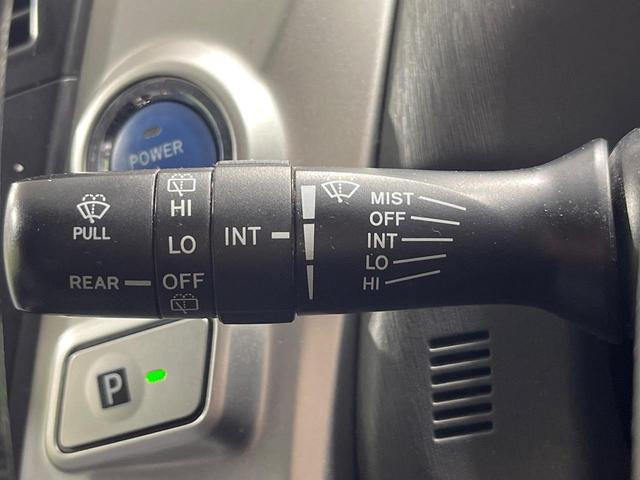 POWER
PULL
REAR
HI
LO
OFF
INT
MIST
OFF
INT
LO
HI
P